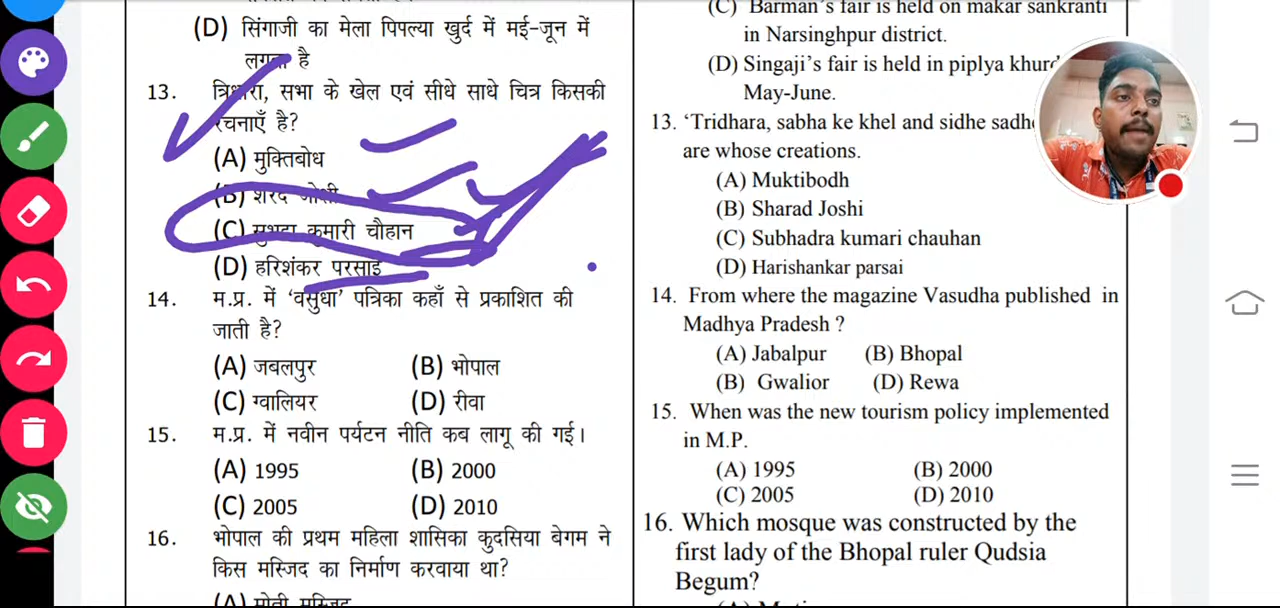 (D) सिंगाजी का मेला पिपल्या खुर्द में मई-जून में
लगता है
13. त्रिधारा, सभा के खेल एवं सीधे साधे चित्र किसकी
रचनाएँ है?
(A) मुक्तिबोध
(B) शरद जोशी
(C) सुभद्रा कुमारी चौहान
(D) हरिशंकर परसाई
14. म.प्र. में ‘वसुधा’ पत्रिका कहाँ से प्रकाशित की
जाती है?
(A) जबलपुर (B) भोपाल
(C) ग्वालियर (D) रीवा
15. म.प्र. में नवीन पर्यटन नीति कब लागू की गई।
(A) 1995 (B) 2000
(C) 2005 (D) 2010
16. भोपाल की प्रथम महिला शासिका कुदसिया बेगम ने
किस मस्जिद का निर्माण करवाया था?
(A) मोती मस्जिद
(C) Barman’s fair is held on makar sankranti
in Narsinghpur district.
(D) Singaji’s fair is held in piplya
May-June.
13. ‘Tridhara, sabha ke khel and sidhe
are whose creations.
(A) Muktibodh
(B) Sharad Joshi
(C) Subhadra kumari chauhan
(D) Harishankar parsai
14. From where the magazine Vasudha published in
Madhya Pradesh ?
(A) Jabalpur (B) Bhopal
(B) Gwalior (D) Rewa
15. When was the new tourism policy implemented
in M.P.
(A) 1995 (B) 2000
(C) 2005 (D) 2010
16. Which mosque was constructed by the
first lady of the Bhopal ruler Qudsia
Begum?